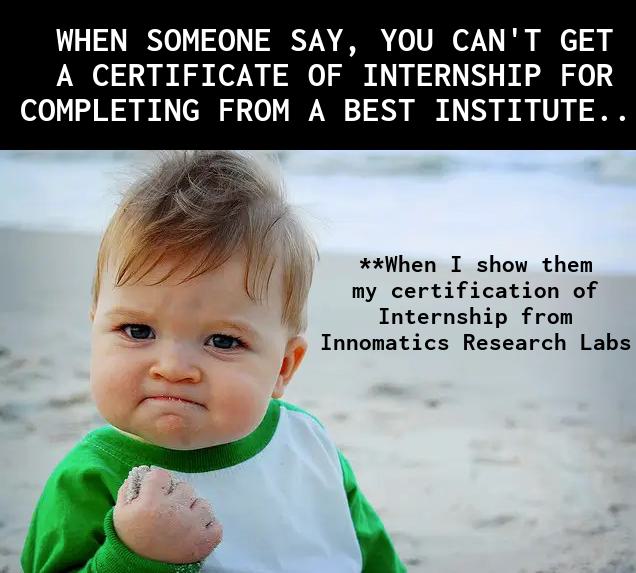 WHEN SOMEONE SAY, YOU CAN'T GET
A CERTIFICATE OF INTERNSHIP FOR
COMPLETING FROM A BEST INSTITUTE..
**When I show them
my certification of
Internship from
Innomatics Research Labs